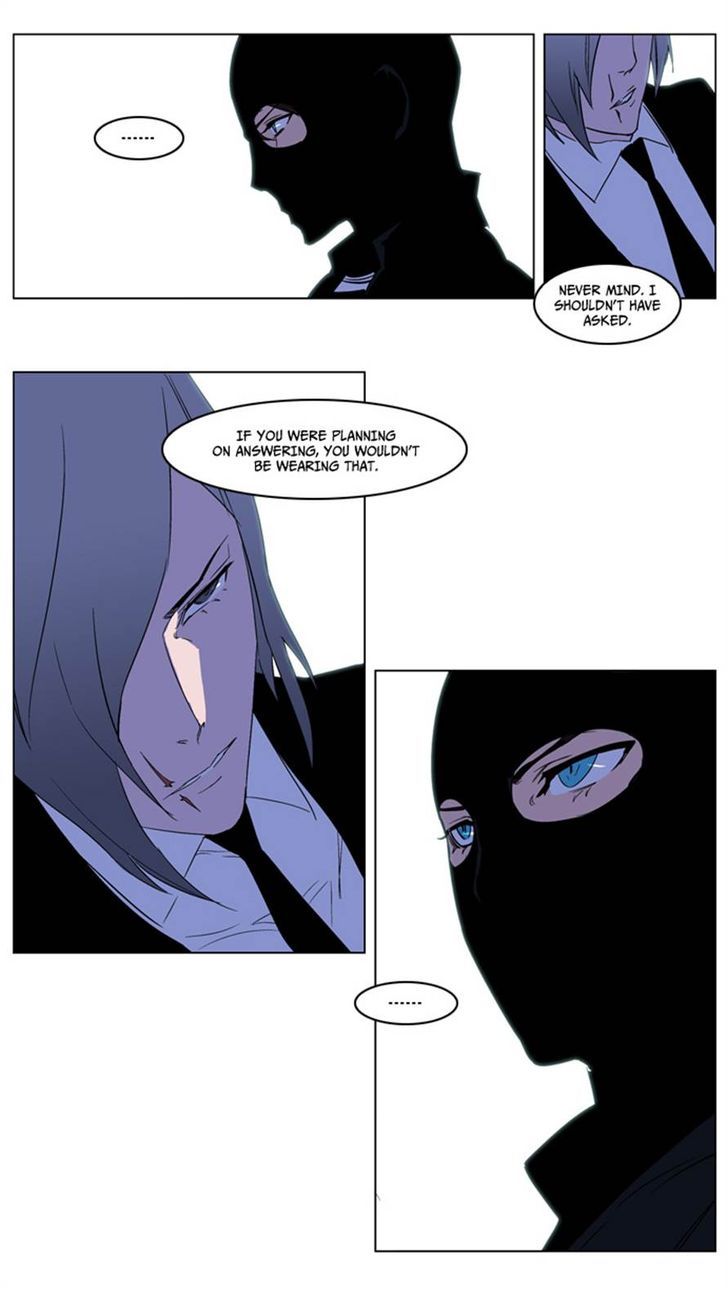 ------
NEVER MIND. I
SHOULDN'T HAVE
ASKED.
IF YOU WERE PLANNING
ON ANSWERING, YOU WOULDN'T
BE WEARING THAT.
------